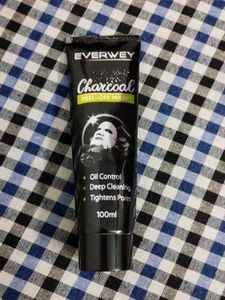 EVERWEY
Charcoal
PEEL-OFF MASK
Oil Control
Deep Cleaning
Tightens Pores
100ml